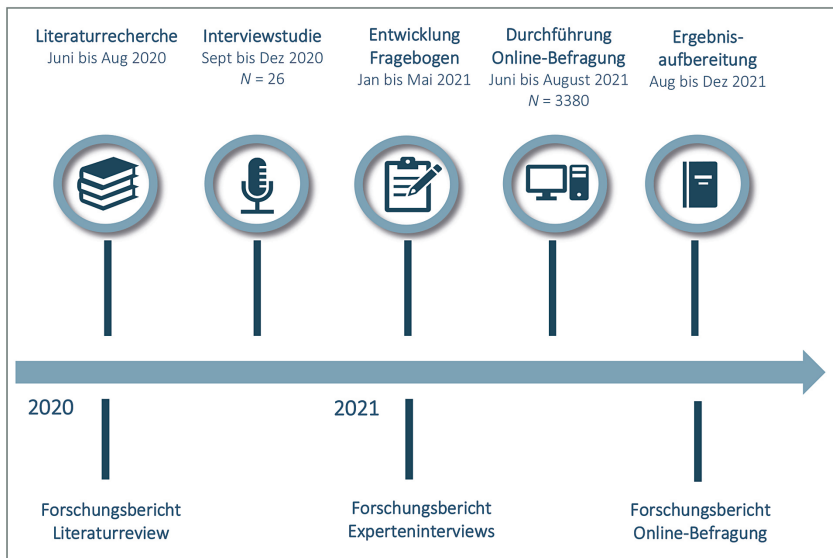 Literaturrecherche
Juni bis Aug 2020
Interviewstudie
Sept bis Dez 2020
N = 26
Entwicklung
Fragebogen
Jan bis Mai 2021
Durchführung
Online-Befragung
Juni bis August 2021
N = 3380
Ergebnis-
aufbereitung
Aug bis Dez 2021
2020
2021
Forschungsbericht
Literaturreview
Forschungsbericht
Experteninterviews
Forschungsbericht
Online-Befragung